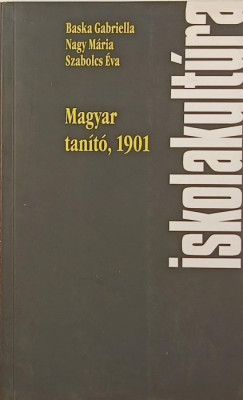 Baska Gabriella
Nagy Mária
Szabolcs Éva
Magyar
tanító, 1901
iskolakultúra